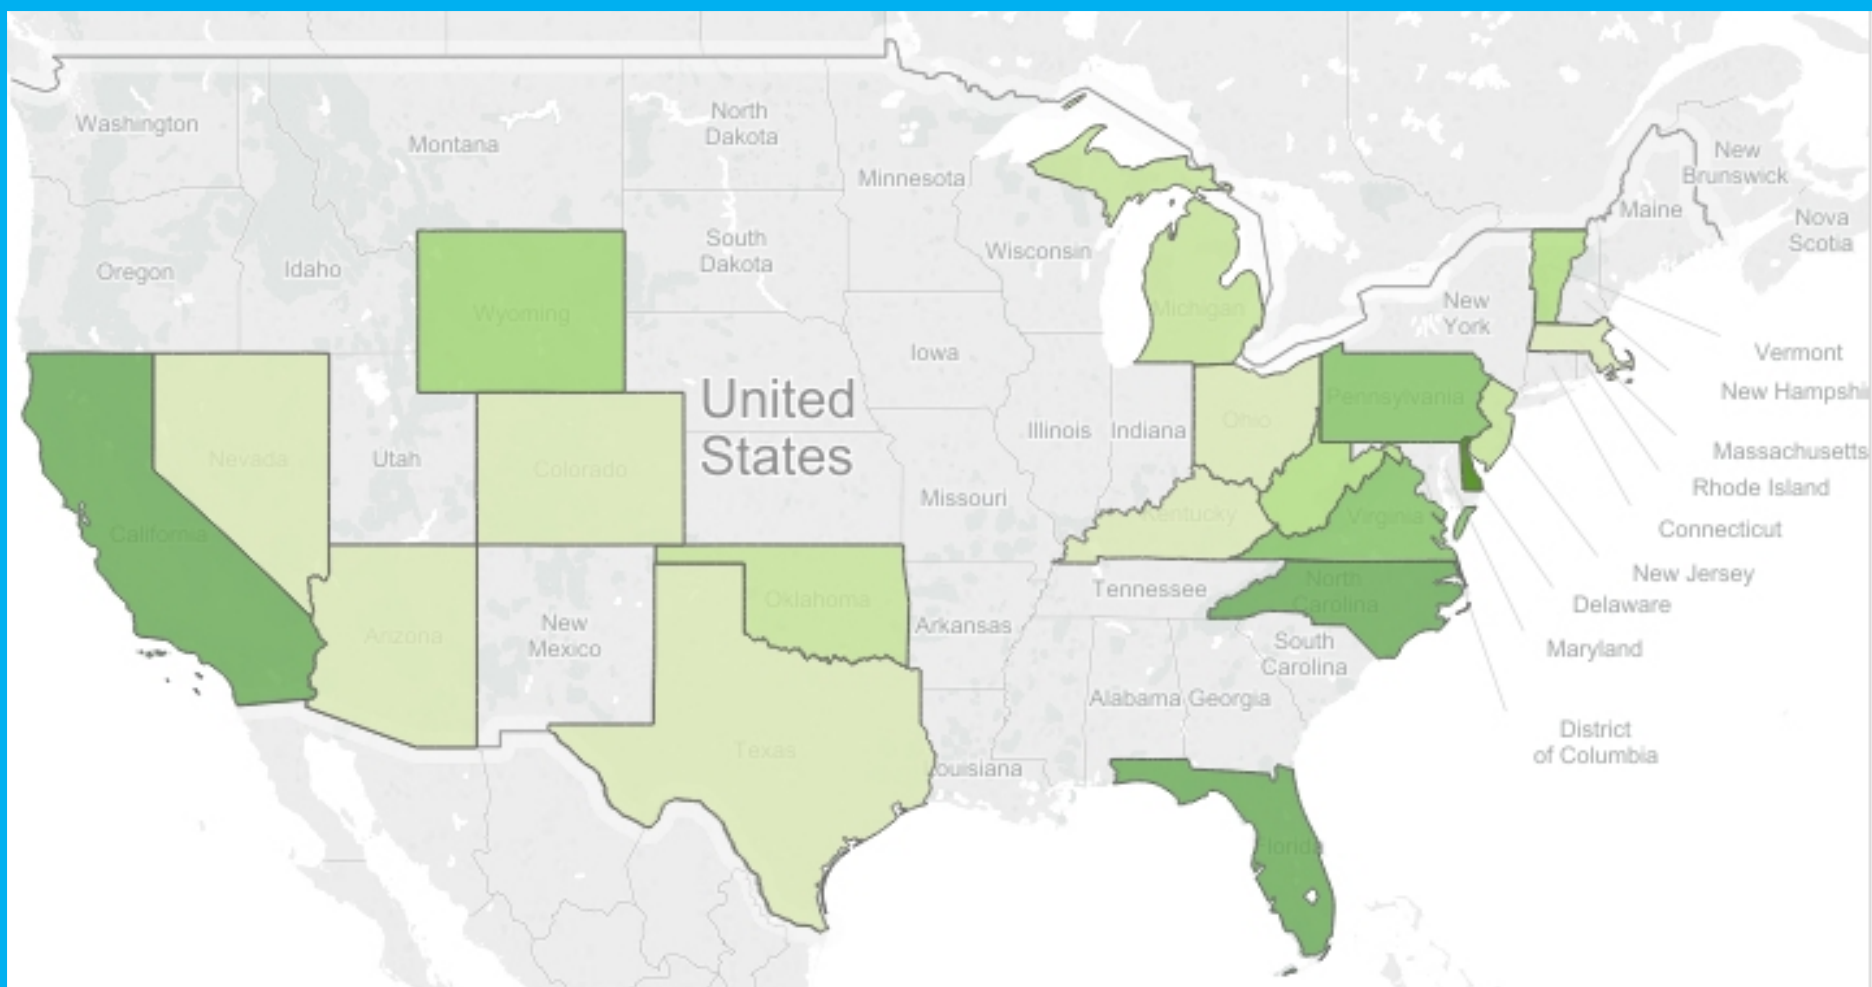 Washington
Montana
North
Dakota
Minnesota
New
Brunswick
Maine
Nova
Scotia
Oregon
Idaho
South
Dakota
Wisconsin
Wyoming
Michigan
New
York
Iowa
Vermont
New Hampshi
United
States
Pennsylvania
Ohio
Illinois
Indiana
Nevada
Utah
Colorado
Massachusetts
Rhode Island
Missouri
Kentucky
Virginia
Connecticut
California
New Jersey
Tennessee
North
Carolina
Delaware
Oklahoma
Arkansas
Arizona
New
Mexico
South
Carolina
Maryland
Alabama
Georgia
District
of Columbia
Texas
ouisiana
Florida